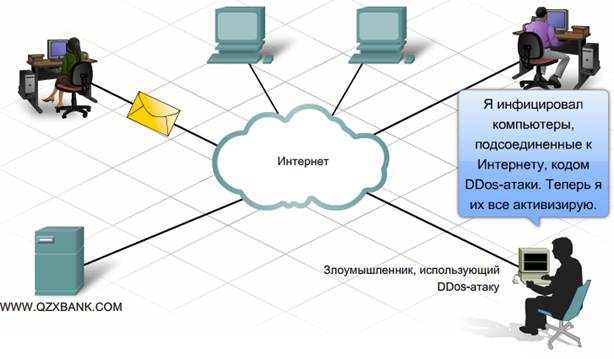 Я инфицировал
компьютеры,
подсоединенные к
Интернету, кодом
DDos-атаки. Теперь я
их все активизирую.
Интернет
Злоумышленник, использующий
DDos-атаку
WWW.QZXBANK.COM